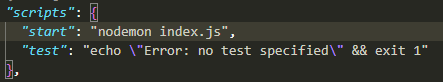 "scripts": {
"start": "nodemon index.js",
"test": "echo \"Error: no test specified\" && exit 1"
},